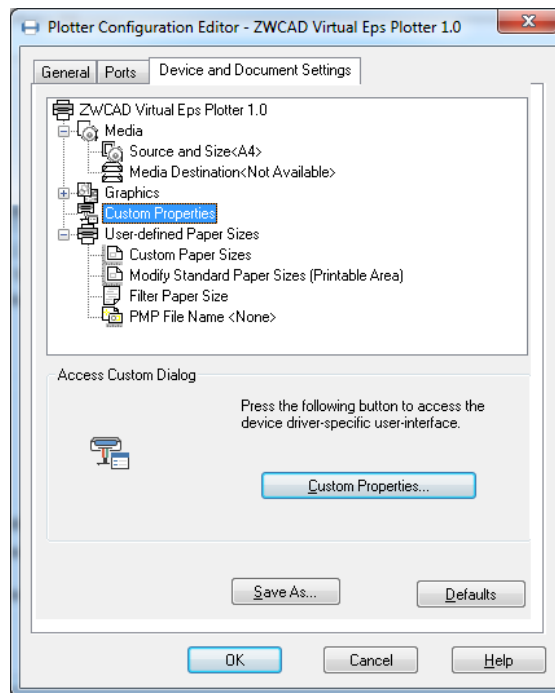 Plotter Configuration Editor - ZWCAD Virtual Eps Plotter 1.0
General Ports Device and Document Settings
ZWCAD Virtual Eps Plotter 1.0
Media
Source and Size<A4>
Media Destination<Not Available>
Graphics
Custom Properties
User-defined Paper Sizes
Custom Paper Sizes
Modify Standard Paper Sizes (Printable Area)
Filter Paper Size
PMP File Name <None>
Access Custom Dialog
Press the following button to access the
device driver-specific user-interface.
Custom Properties...
Save As... Defaults
OK Cancel Help